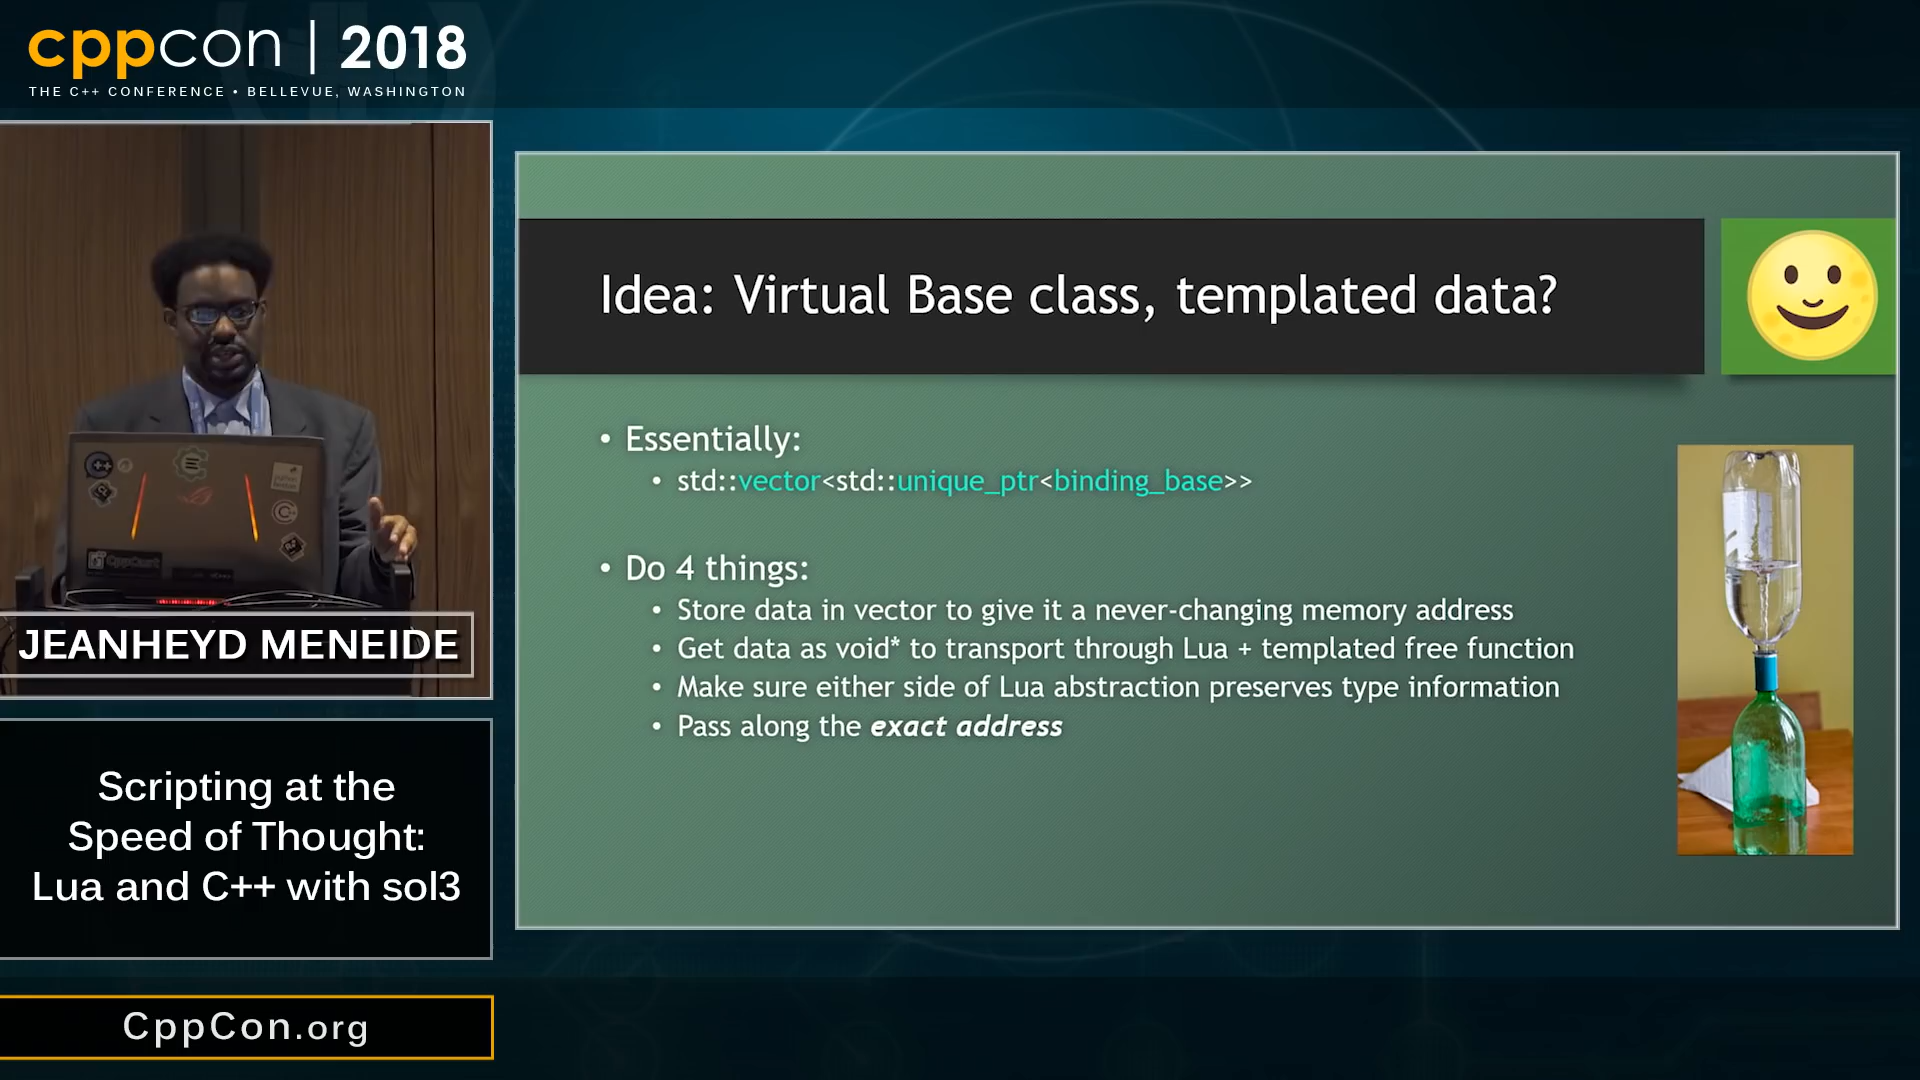 cppcon | 2018
THE C++ CONFERENCE • BELLEVUE, WASHINGTON
JEANHEYD MENEIDE
Scripting at the
Speed of Thought:
Lua and C++ with sol3
CppCon.org
Idea: Virtual Base class, templated data?
• Essentially:
• std::vector<std::unique_ptr<binding_base>>
• Do 4 things:
• Store data in vector to give it a never-changing memory address
• Get data as void* to transport through Lua + templated free function
• Make sure either side of Lua abstraction preserves type information
• Pass along the exact address
CppCast
C++